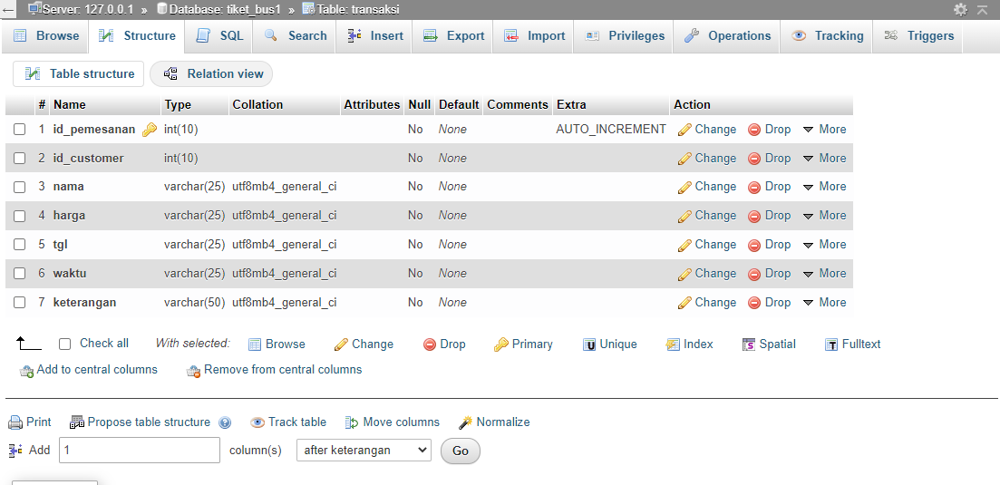 Server: 127.0.0.1 » Database: tiket_bus1 » Table: transaksi
Browse Structure SQL Search Insert Export Import Privileges Operations Tracking Triggers
Table structure Relation view
# Name Type Collation Attributes Null Default Comments Extra Action
1 id_pemesanan int(10) No None AUTO_INCREMENT Change Drop More
2 id_customer int(10) No None Change Drop More
3 nama varchar(25) utf8mb4_general_ci No None Change Drop More
4 harga varchar(25) utf8mb4_general_ci No None Change Drop More
5 tgl varchar(25) utf8mb4_general_ci No None Change Drop More
6 waktu varchar(25) utf8mb4_general_ci No None Change Drop More
7 keterangan varchar(50) utf8mb4_general_ci No None Change Drop More
Check all With selected: Browse Change Drop Primary Unique Index Spatial Fulltext
Add to central columns Remove from central columns
Print Propose table structure Track table Move columns Normalize
Add 1 column(s) after keterangan Go